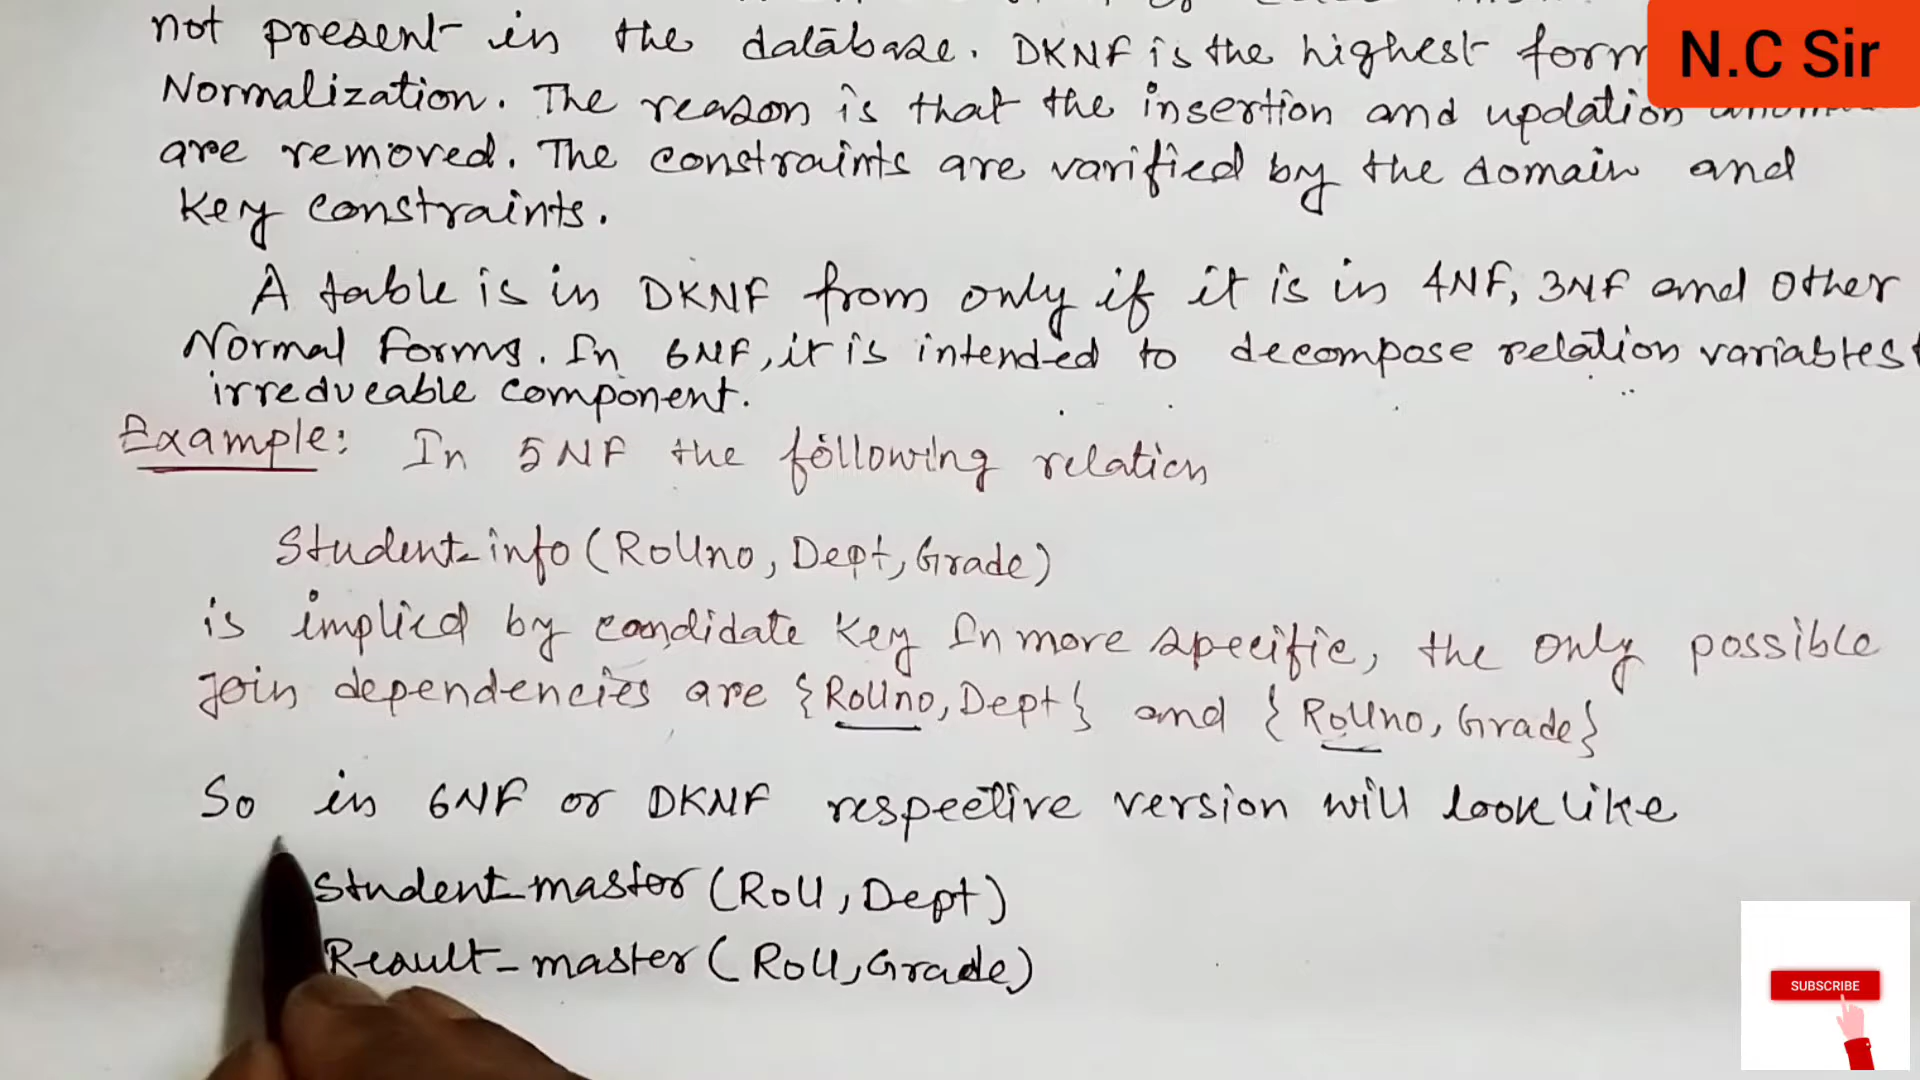 not present in the database. DKNF is the highest form
N.C Sir
Normalization. The reason is that the insertion and updation
are removed. The constraints are varified by the domain and
Key constraints.
A table is in DKNF from only if it is in 4NF, 3NF and other
Normal Forms. In 6NF, it is intended to decompose relation variables
irreduceable component.
Example: In 5NF the following relation
Student-info (Rollno, Dept, Grade)
is implied by candidate key In more specific, the only possible
Join dependencies are {Rollno, Dept} and {Rollno, Grade}
So in 6NF or DKNF respective version will look like
Student-master (Roll, Dept)
Result-master (Roll, Grade)
SUBSCRIBE